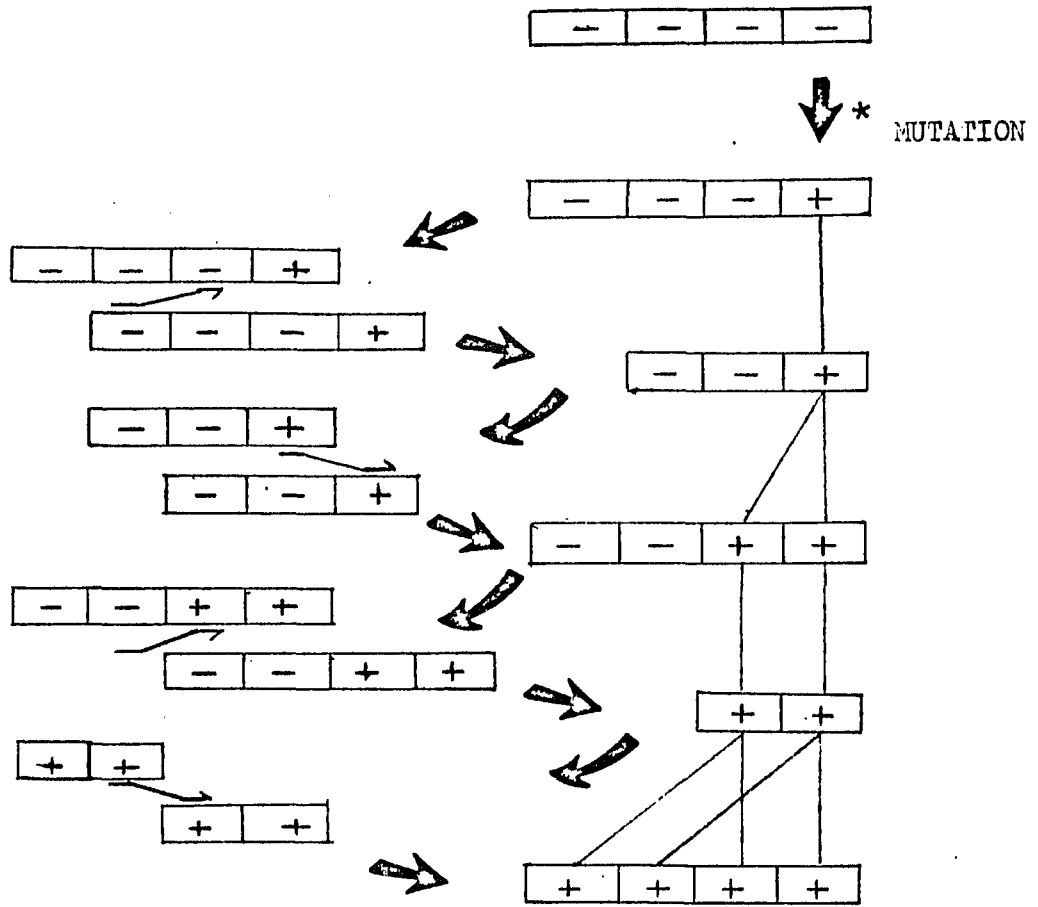 − − − −
* MUTATION
− − − +
− − − +
− − − +
− − +
− − +
− − +
− − + +
− − + +
− − + +
+ +
+ +
+ +
+ + + +